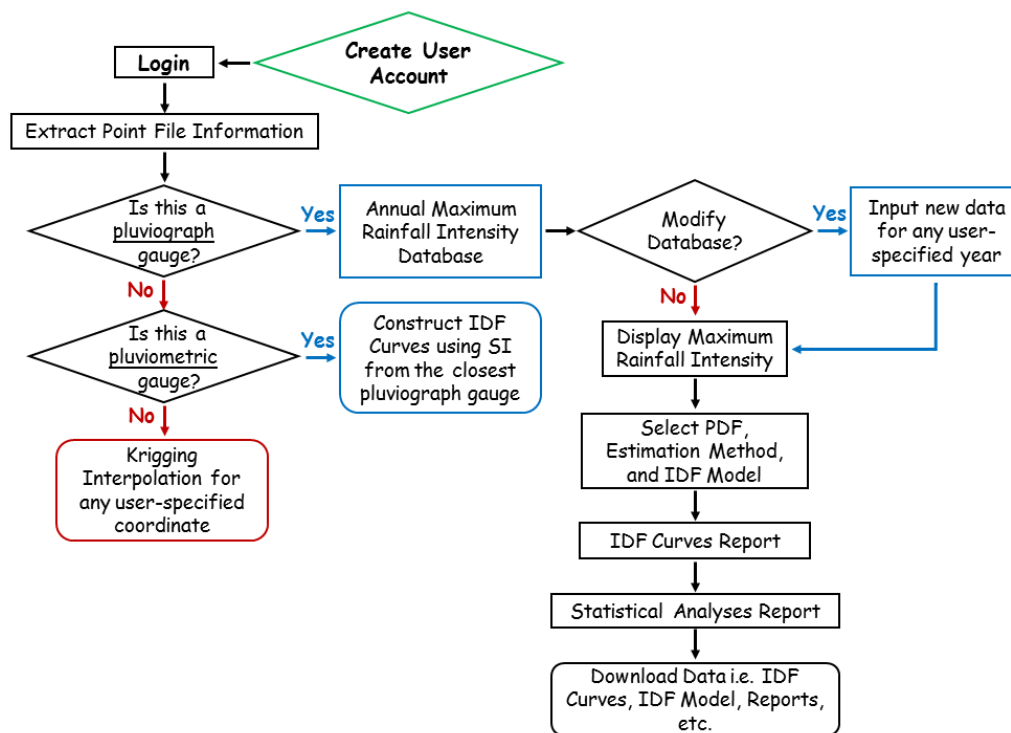 Create User
Account
Login
Extract Point File Information
Is this a
pluviograph
gauge?
Yes
Annual Maximum
Rainfall Intensity
Database
Modify
Database?
Yes
Input new data
for any user-
specified year
No
No
Is this a
pluviometric
gauge?
Yes
Construct IDF
Curves using SI
from the closest
pluviograph gauge
Display Maximum
Rainfall Intensity
No
Krigging
Interpolation for
any user-specified
coordinate
Select PDF,
Estimation Method,
and IDF Model
IDF Curves Report
Statistical Analyses Report
Download Data i.e. IDF
Curves, IDF Model, Reports,
etc.